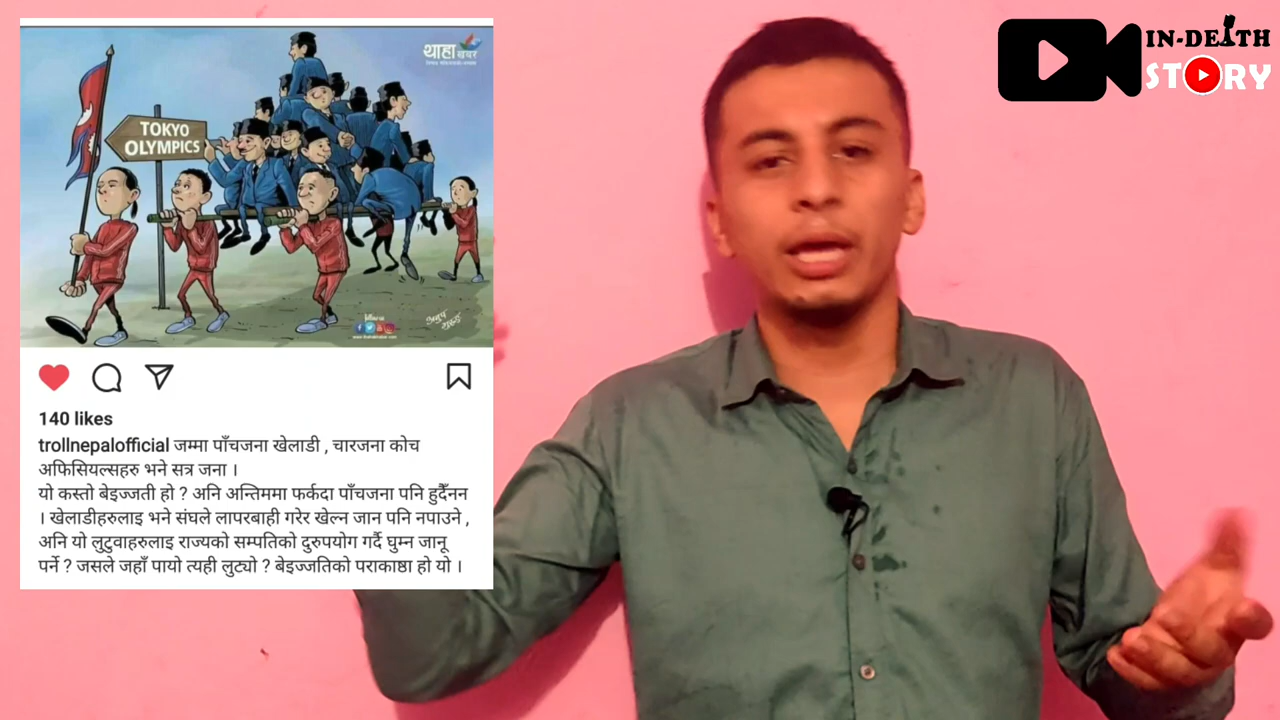 थाहा खबर
TOKYO
OLYMPICS
140 likes
trollnepalofficial जम्मा पाँचजना खेलाडी , चारजना कोच
अफिसियल्सहरु भने सत्र जना ।
यो कस्तो बेइज्जती हो ? अनि अन्तिममा फर्कदा पाँचजना पनि हुदैँनन
। खेलाडीहरुलाइ भने संघले लापरबाही गरेर खेल्न जान पनि नपाउने ,
अनि यो लुटुवाहरुलाइ राज्यको सम्पतिको दुरुपयोग गर्दै घुम्न जानू
पर्ने ? जसले जहाँ पायो त्यही लुट्यो ? बेइज्जतिको पराकाष्ठा हो यो ।
IN-DEPTH
STORY